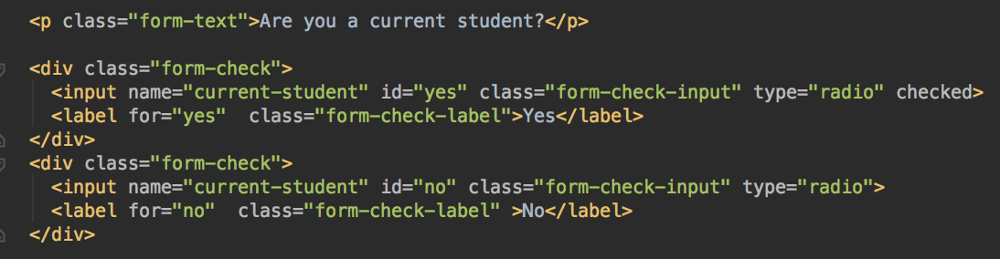 <p class="form-text">Are you a current student?</p>
<div class="form-check">
<input name="current-student" id="yes" class="form-check-input" type="radio" checked>
<label for="yes"  class="form-check-label">Yes</label>
</div>
<div class="form-check">
<input name="current-student" id="no" class="form-check-input" type="radio">
<label for="no"  class="form-check-label" >No</label>
</div>